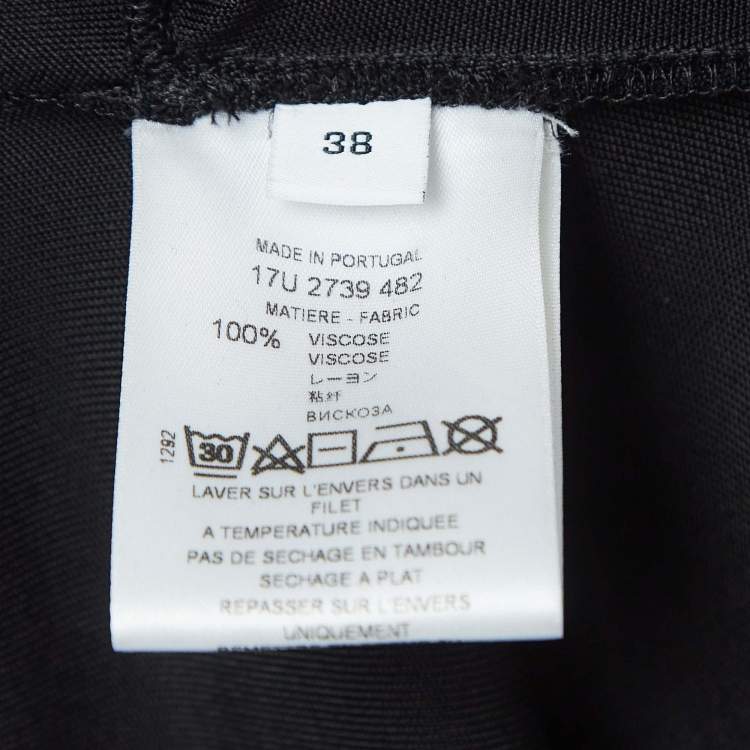 38
MADE IN PORTUGAL
17U 2739 482
MATIERE - FABRIC
100% VISCOSE
VISCOSE
レーヨン
粘纤
ВИСКОЗА
1292
30
LAVER SUR L'ENVERS DANS UN
FILET
A TEMPERATURE INDIQUEE
PAS DE SECHAGE EN TAMBOUR
SECHAGE A PLAT
REPASSER SUR L'ENVERS
UNIQUEMENT